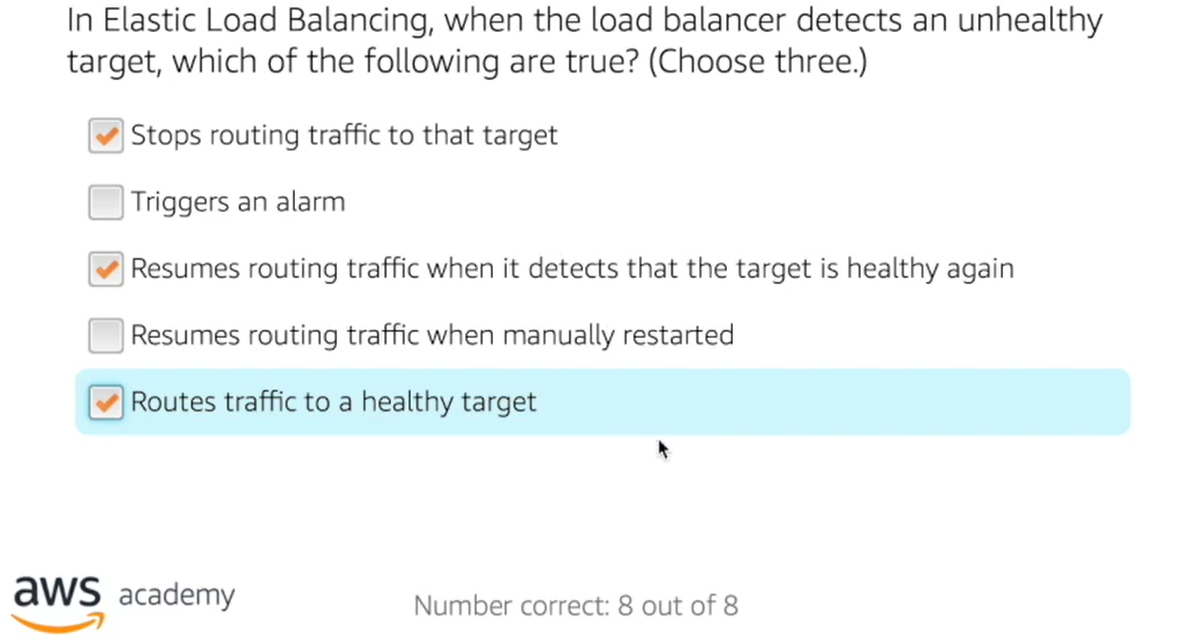 In Elastic Load Balancing, when the load balancer detects an unhealthy
target, which of the following are true? (Choose three.)
Stops routing traffic to that target
Triggers an alarm
Resumes routing traffic when it detects that the target is healthy again
Resumes routing traffic when manually restarted
Routes traffic to a healthy target
aws academy
Number correct: 8 out of 8